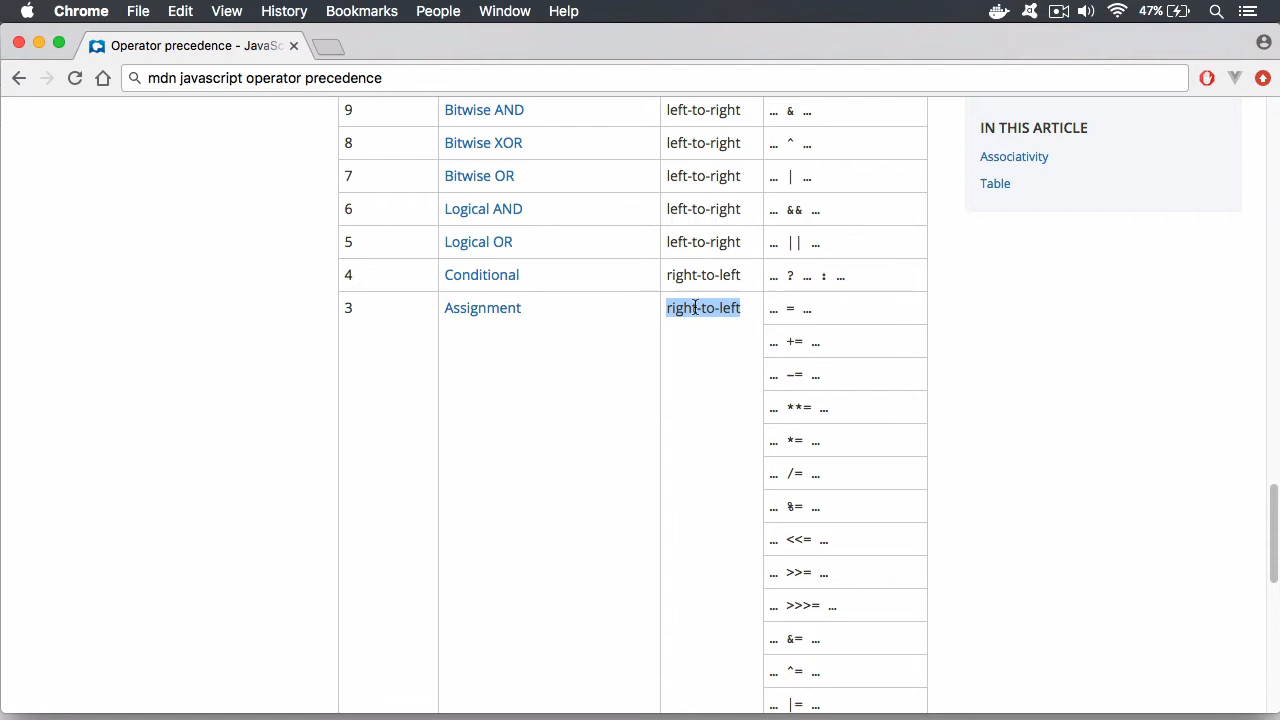 Chrome File Edit View History Bookmarks People Window Help 47%
Operator precedence - JavaSc
mdn javascript operator precedence
9 Bitwise AND left-to-right … & …
8 Bitwise XOR left-to-right … ^ …
7 Bitwise OR left-to-right … | …
6 Logical AND left-to-right … && …
5 Logical OR left-to-right … || …
4 Conditional right-to-left … ? … : …
3 Assignment right-to-left … = …
… += …
… -= …
… **= …
… *= …
… /= …
… %= …
… <<= …
… >>= …
… >>>= …
… &= …
… ^= …
… |= …
IN THIS ARTICLE
Associativity
Table